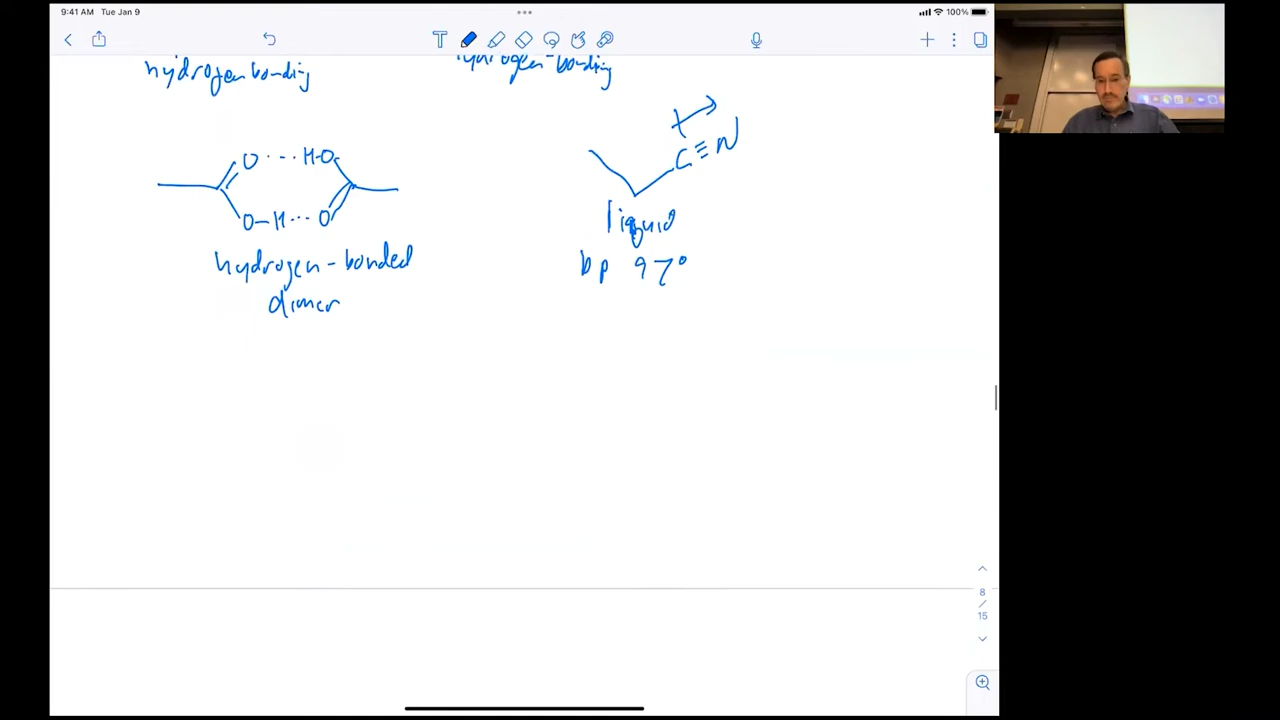 9:41 AM Tue Jan 9
100%
T
hydrogen bonding
hydrogen-bonding
O ··· H-O
C≡N
O-H ··· O
liquid
hydrogen-bonded
bp 97°
dimer
8
/
15